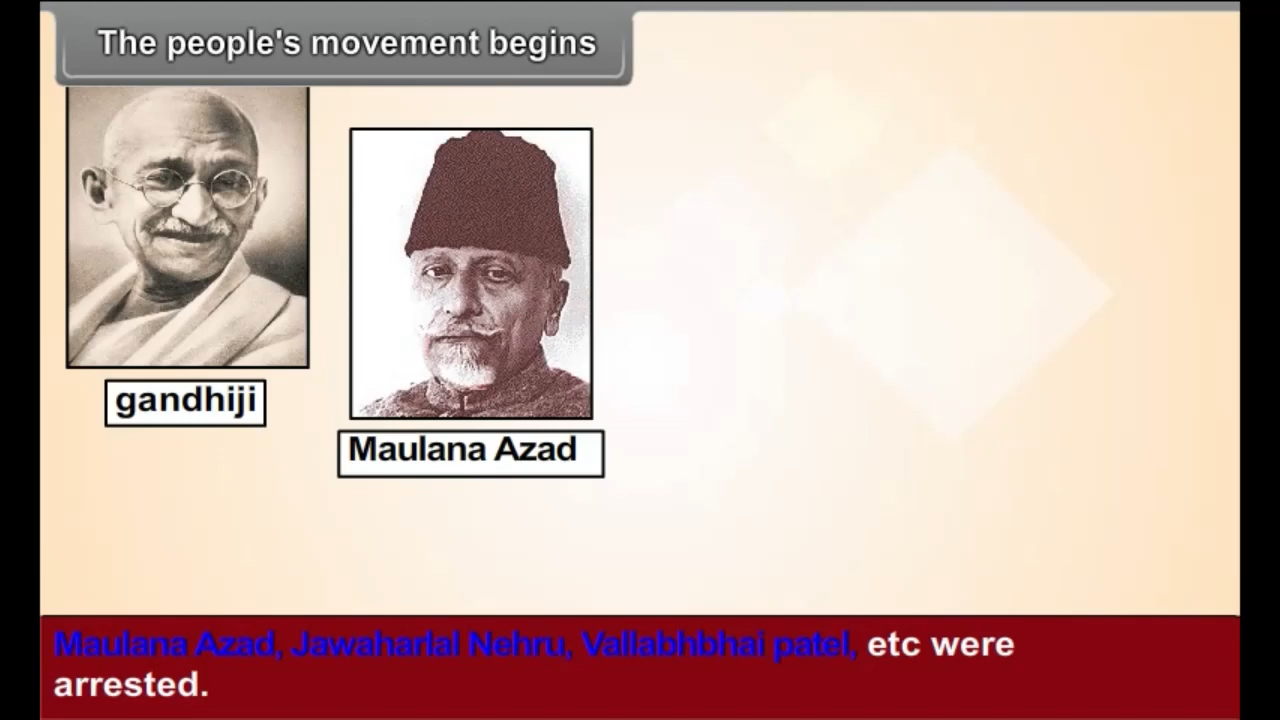 The people's movement begins
gandhiji
Maulana Azad
Maulana Azad, Jawaharlal Nehru, Vallabhbhai patel, etc were
arrested.